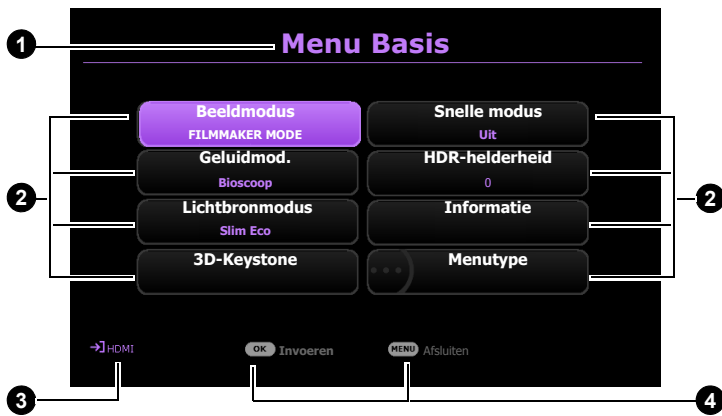 1
Menu Basis
Beeldmodus
FILMMAKER MODE
Snelle modus
Uit
Geluidmod.
Bioscoop
HDR-helderheid
0
2
2
Lichtbronmodus
Slim Eco
Informatie
3D-Keystone
Menutype
HDMI
OK Invoeren
MENU Afsluiten
3
4